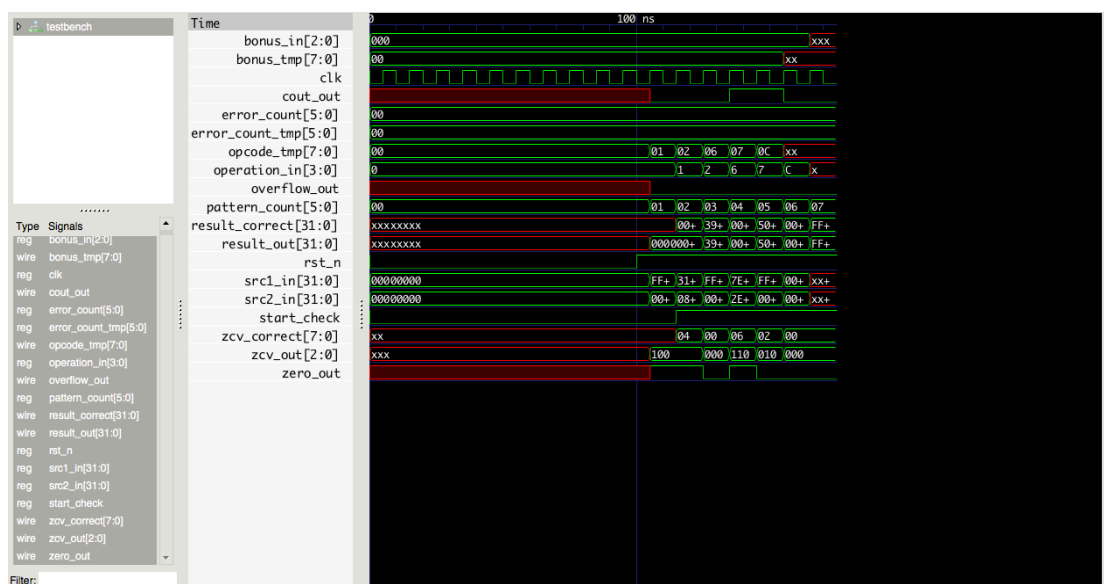 testbench
Type Signals
reg bonus_in[2:0]
wire bonus_tmp[7:0]
reg clk
wire cout_out
reg error_count[5:0]
reg error_count_tmp[5:0]
wire opcode_tmp[7:0]
reg operation_in[3:0]
wire overflow_out
reg pattern_count[5:0]
wire result_correct[31:0]
wire result_out[31:0]
reg rst_n
reg src1_in[31:0]
reg src2_in[31:0]
reg start_check
wire zcv_correct[7:0]
wire zcv_out[2:0]
wire zero_out
Filter:
Time 0 100 ns
bonus_in[2:0] 000 xxx
bonus_tmp[7:0] 00 xx
clk
cout_out
error_count[5:0] 00
error_count_tmp[5:0] 00
opcode_tmp[7:0] 00 01 02 06 07 0C xx
operation_in[3:0] 0 1 2 6 7 C x
overflow_out
pattern_count[5:0] 00 01 02 03 04 05 06 07
result_correct[31:0] xxxxxxxx 00+ 39+ 00+ 50+ 00+ FF+
result_out[31:0] xxxxxxxx 000000+ 39+ 00+ 50+ 00+ FF+
rst_n
src1_in[31:0] 00000000 FF+ 31+ FF+ 7E+ FF+ 00+ xx+
src2_in[31:0] 00000000 00+ 08+ 00+ 2E+ 00+ 00+ xx+
start_check
zcv_correct[7:0] xx 04 00 06 02 00
zcv_out[2:0] xxx 100 000 110 010 000
zero_out